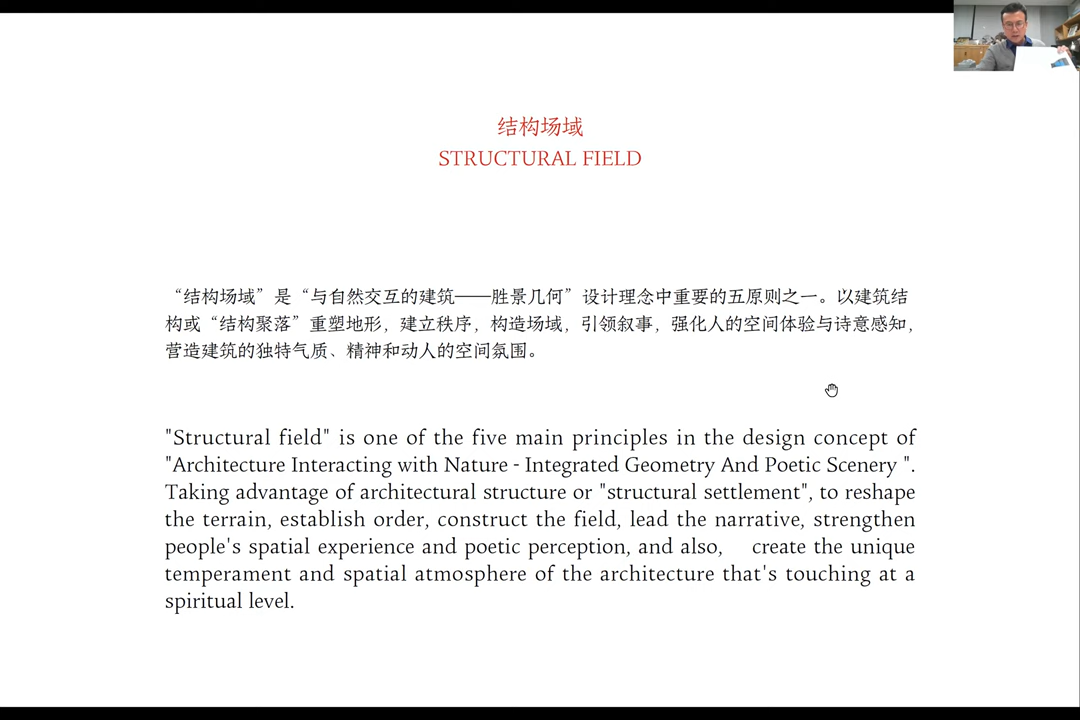 结构场域
STRUCTURAL FIELD
“结构场域”是“与自然交互的建筑——胜景几何”设计理念中重要的五原则之一。以建筑结
构或“结构聚落”重塑地形，建立秩序，构造场域，引领叙事，强化人的空间体验与诗意感知，
营造建筑的独特气质、精神和动人的空间氛围。
"Structural field" is one of the five main principles in the design concept of
"Architecture Interacting with Nature - Integrated Geometry And Poetic Scenery ".
Taking advantage of architectural structure or "structural settlement", to reshape
the terrain, establish order, construct the field, lead the narrative, strengthen
people's spatial experience and poetic perception, and also, create the unique
temperament and spatial atmosphere of the architecture that's touching at a
spiritual level.